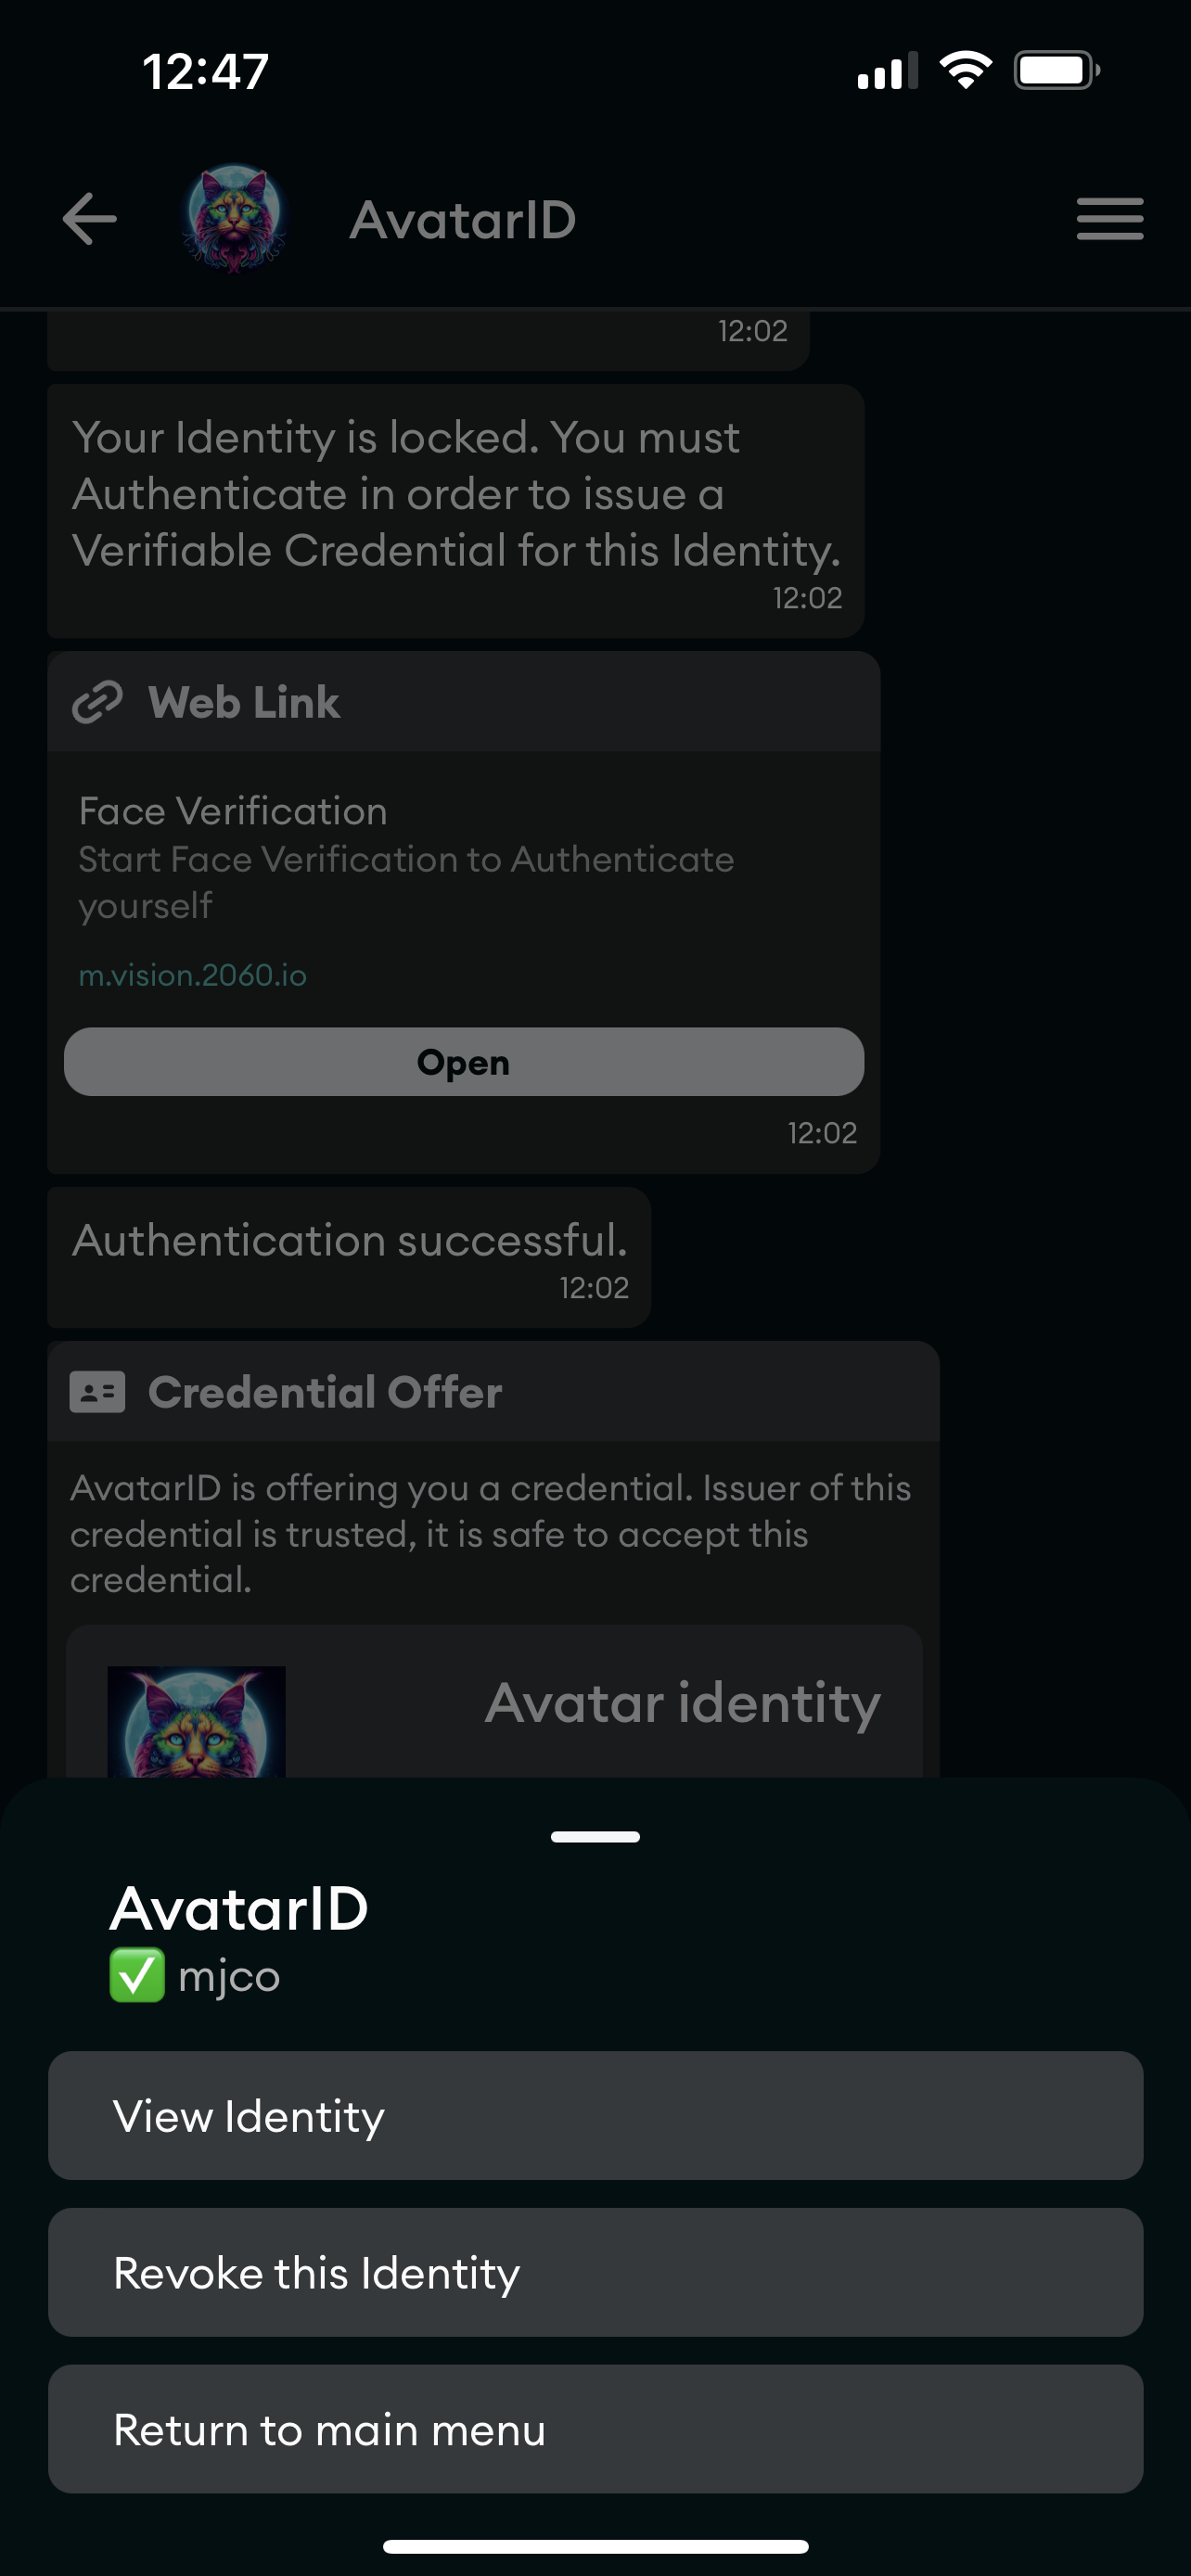 12:47
AvatarID
12:02
Your Identity is locked. You must
Authenticate in order to issue a
Verifiable Credential for this Identity.
12:02
Web Link
Face Verification
Start Face Verification to Authenticate
yourself
m.vision.2060.io
Open
12:02
Authentication successful.
12:02
Credential Offer
AvatarID is offering you a credential. Issuer of this
credential is trusted, it is safe to accept this
credential.
Avatar identity
AvatarID
✅ mjco
View Identity
Revoke this Identity
Return to main menu